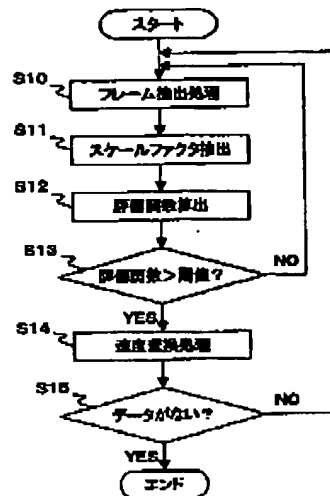 スタート
S10
フレーム抽出処理
S11
スケールファクタ抽出
S12
評価関数算出
S13
評価関数>閾値?
NO
YES
S14
速度変換処理
S15
データがない?
NO
YES
エンド